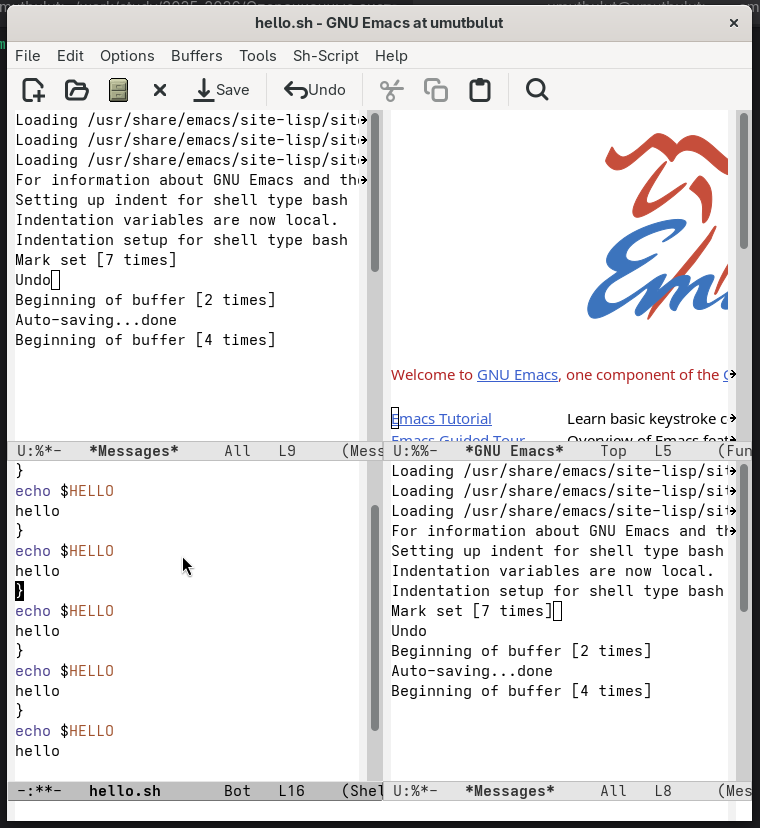 hello.sh - GNU Emacs at umutbulut
File Edit Options Buffers Tools Sh-Script Help
Save Undo
Loading /usr/share/emacs/site-lisp/sit
Loading /usr/share/emacs/site-lisp/sit
Loading /usr/share/emacs/site-lisp/sit
For information about GNU Emacs and th
Setting up indent for shell type bash
Indentation variables are now local.
Indentation setup for shell type bash
Mark set [7 times]
Undo
Beginning of buffer [2 times]
Auto-saving...done
Beginning of buffer [4 times]
U:%*- *Messages* All L9 (Mess
Welcome to GNU Emacs, one component of the G
Emacs Tutorial Learn basic keystroke c
Emacs Guided Tour Overview of Emacs feat
U:%%- *GNU Emacs* Top L5 (Fun
}
echo $HELLO
hello
}
echo $HELLO
hello
}
echo $HELLO
hello
}
echo $HELLO
hello
}
echo $HELLO
hello
-:**- hello.sh Bot L16 (Shel
Loading /usr/share/emacs/site-lisp/sit
Loading /usr/share/emacs/site-lisp/sit
Loading /usr/share/emacs/site-lisp/sit
For information about GNU Emacs and th
Setting up indent for shell type bash
Indentation variables are now local.
Indentation setup for shell type bash
Mark set [7 times]
Undo
Beginning of buffer [2 times]
Auto-saving...done
Beginning of buffer [4 times]
U:%*- *Messages* All L8 (Mes